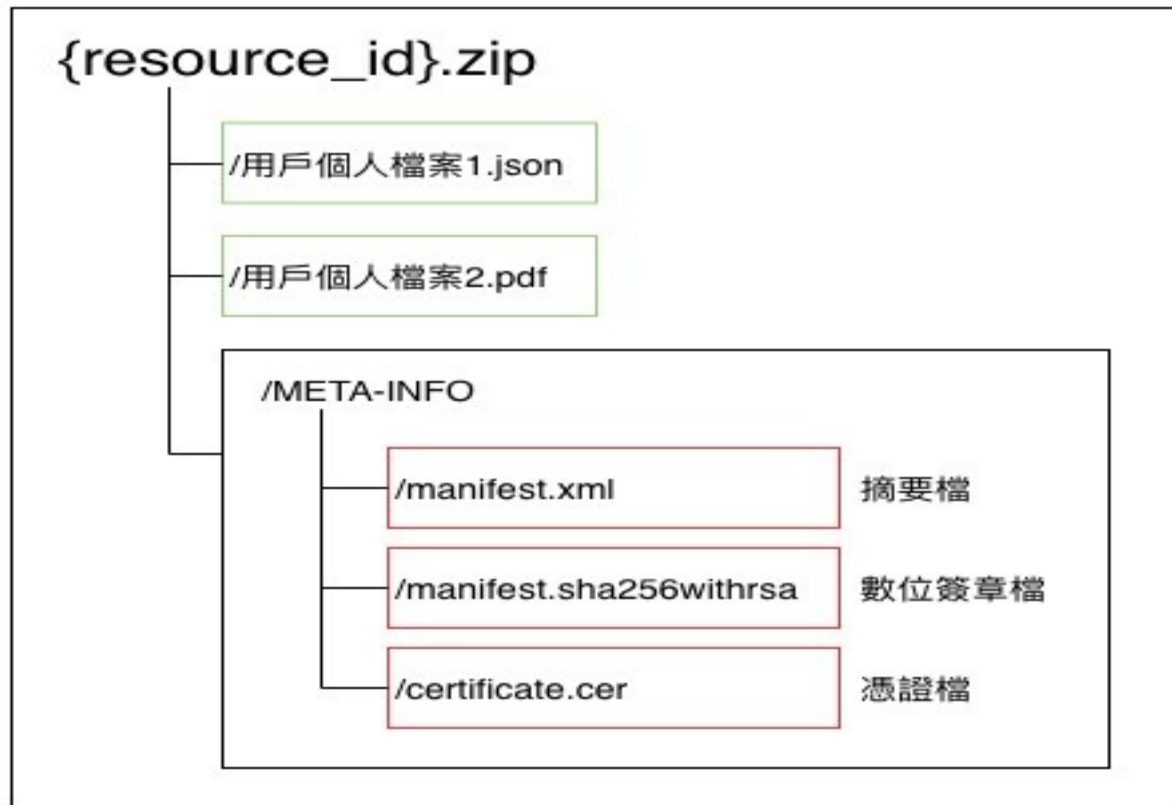 {resource_id}.zip
/用戶個人檔案1.json
/用戶個人檔案2.pdf
/META-INFO
/manifest.xml 摘要檔
/manifest.sha256withrsa 數位簽章檔
/certificate.cer 憑證檔